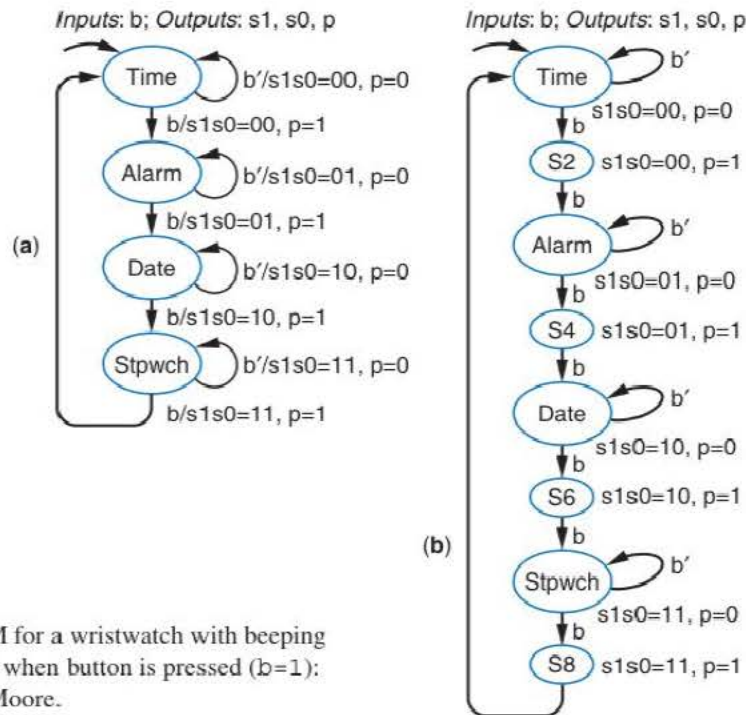 Inputs: b; Outputs: s1, s0, p
Time
b'/s1s0=00, p=0
b/s1s0=00, p=1
Alarm
b'/s1s0=01, p=0
b/s1s0=01, p=1
(a)
Date
b'/s1s0=10, p=0
b/s1s0=10, p=1
Stpwch
b'/s1s0=11, p=0
b/s1s0=11, p=1
Inputs: b; Outputs: s1, s0, p
Time
b'
s1s0=00, p=0
b
S2
s1s0=00, p=1
b
Alarm
b'
s1s0=01, p=0
b
S4
s1s0=01, p=1
b
Date
b'
s1s0=10, p=0
b
S6
s1s0=10, p=1
(b)
b
Stpwch
b'
s1s0=11, p=0
b
S8
s1s0=11, p=1
for a wristwatch with beeping
when button is pressed (b=1):
Moore.